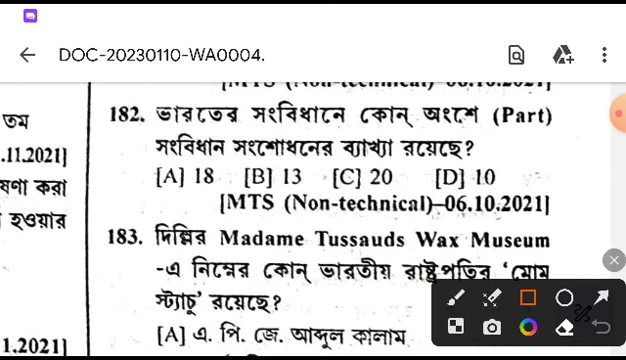 DOC-20230110-WA0004.
182. ভারতের সংবিধানে কোন্ অংশে (Part)
সংবিধান সংশোধনের ব্যাখ্যা রয়েছে?
[A] 18 [B] 13 [C] 20 [D] 10
[MTS (Non-technical)–06.10.2021]
183. দিল্লির Madame Tussauds Wax Museum
-এ নিম্নের কোন্ ভারতীয় রাষ্ট্রপতির 'মোম
স্ট্যাচু' রয়েছে?
[A] এ. পি. জে. আব্দুল কালাম
তম
.11.2021]
ষণা করা
হওয়ার
1.2021]